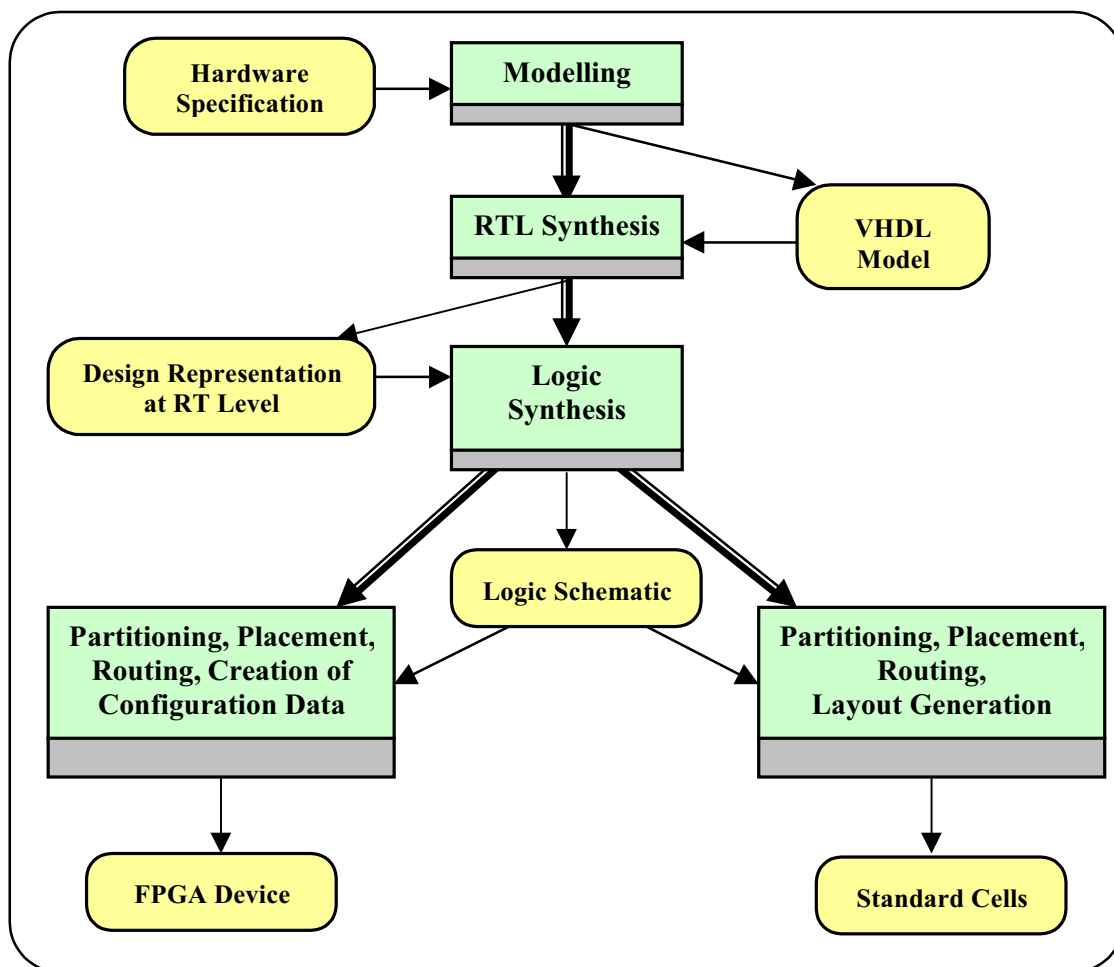 Hardware
Specification
Modelling
RTL Synthesis
VHDL
Model
Design Representation
at RT Level
Logic
Synthesis
Logic Schematic
Partitioning, Placement,
Routing, Creation of
Configuration Data
Partitioning, Placement,
Routing,
Layout Generation
FPGA Device
Standard Cells